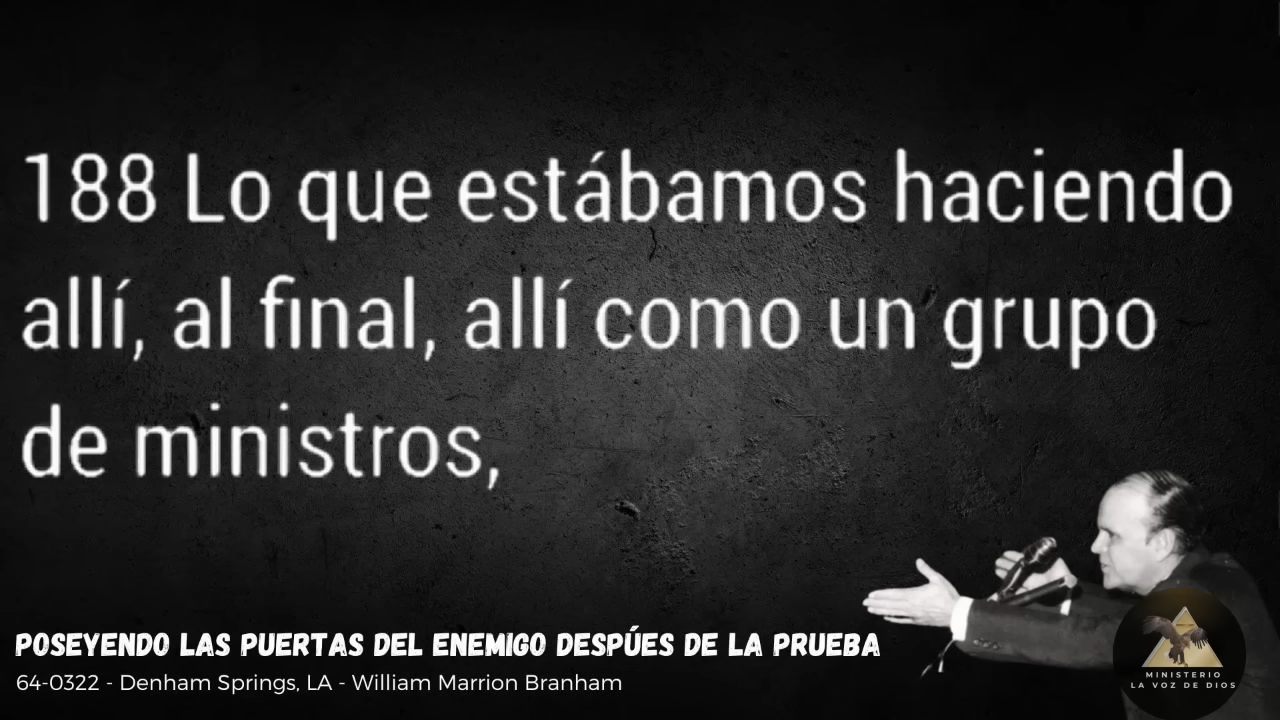 188 Lo que estábamos haciendo
allí, al final, allí como un grupo
de ministros,
POSEYENDO LAS PUERTAS DEL ENEMIGO DESPÚES DE LA PRUEBA
64-0322 - Denham Springs, LA - William Marrion Branham
MINISTERIO
LA VOZ DE DIOS